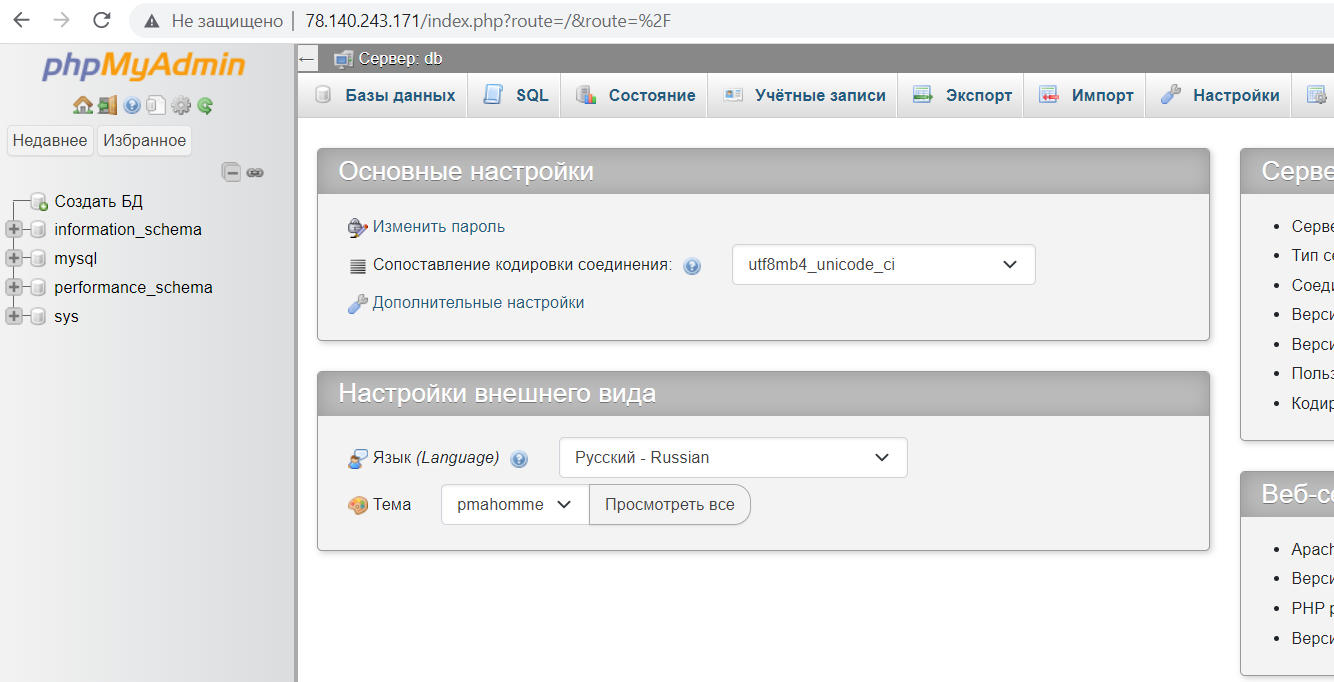 Не защищено
78.140.243.171/index.php?route=/&route=%2F
phpMyAdmin
Недавнее
Избранное
Создать БД
information_schema
mysql
performance_schema
sys
Сервер: db
Базы данных
SQL
Состояние
Учётные записи
Экспорт
Импорт
Настройки
Основные настройки
Изменить пароль
Сопоставление кодировки соединения:
utf8mb4_unicode_ci
Дополнительные настройки
Настройки внешнего вида
Язык (Language)
Русский - Russian
Тема
pmahomme
Просмотреть все
Серве
Серве
Тип се
Соеди
Верси
Верси
Польз
Кодир
Веб-се
Apach
Верси
PHP р
Верси